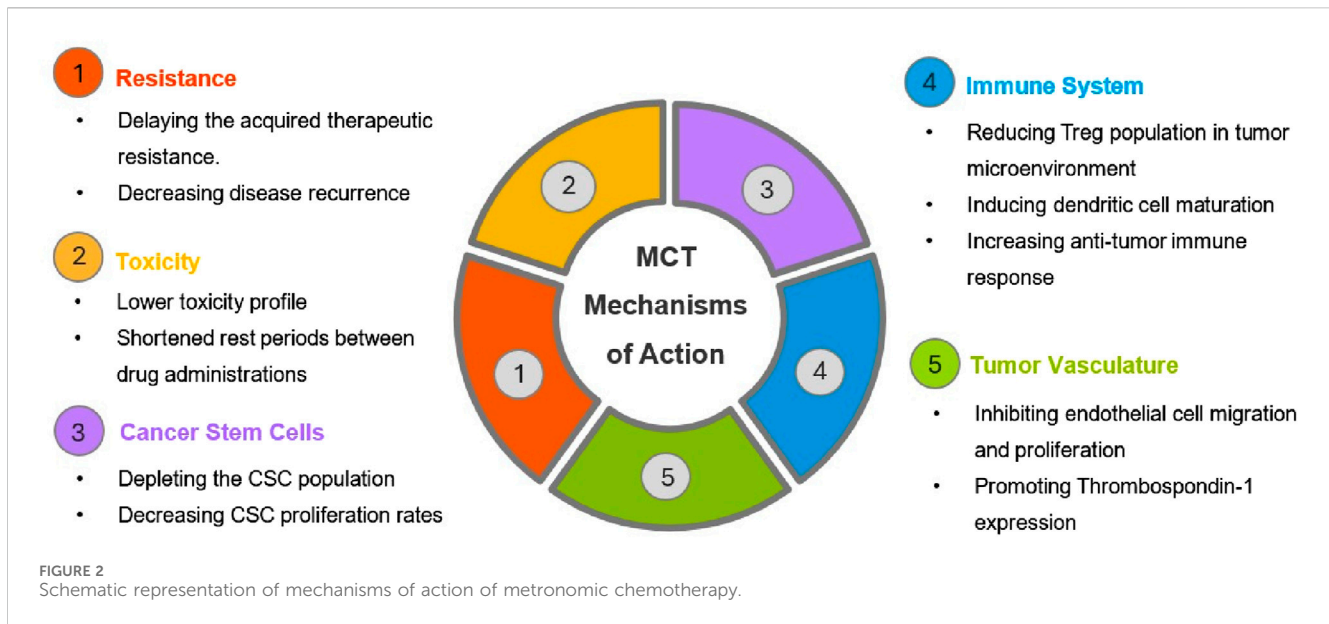 1 Resistance
• Delaying the acquired therapeutic
resistance.
• Decreasing disease recurrence
2 Toxicity
• Lower toxicity profile
• Shortened rest periods between
drug administrations
3 Cancer Stem Cells
• Depleting the CSC population
• Decreasing CSC proliferation rates
2
3
MCT
Mechanisms
of Action
1
4
5
4 Immune System
• Reducing Treg population in tumor
microenvironment
• Inducing dendritic cell maturation
• Increasing anti-tumor immune
response
5 Tumor Vasculature
• Inhibiting endothelial cell migration
and proliferation
• Promoting Thrombospondin-1
expression
FIGURE 2
Schematic representation of mechanisms of action of metronomic chemotherapy.